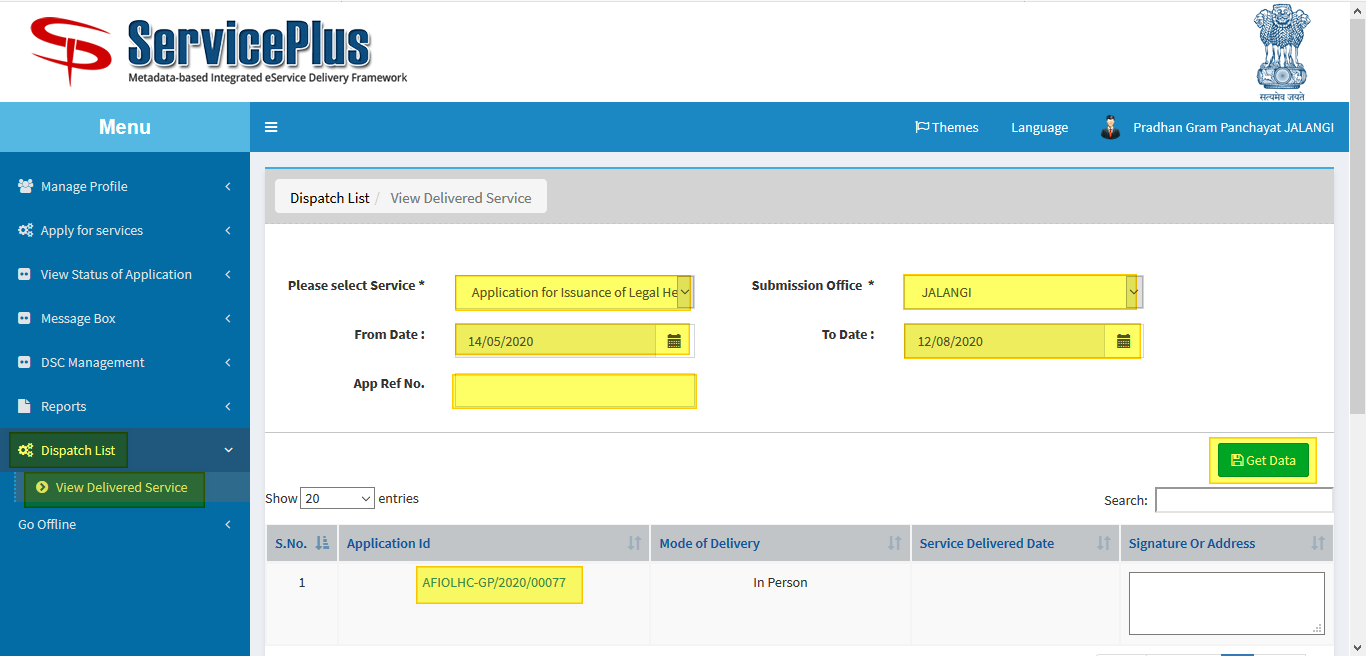 ServicePlus
Metadata-based Integrated eService Delivery Framework
सत्यमेव जयते
Menu
Themes
Language
Pradhan Gram Panchayat JALANGI
Manage Profile
Apply for services
View Status of Application
Message Box
DSC Management
Reports
Dispatch List
View Delivered Service
Go Offline
Dispatch List / View Delivered Service
Please select Service *
Application for Issuance of Legal He
Submission Office *
JALANGI
From Date :
14/05/2020
To Date :
12/08/2020
App Ref No.
Get Data
Show 20 entries
Search:
S.No. Application Id Mode of Delivery Service Delivered Date Signature Or Address
1 AFIOLHC-GP/2020/00077 In Person